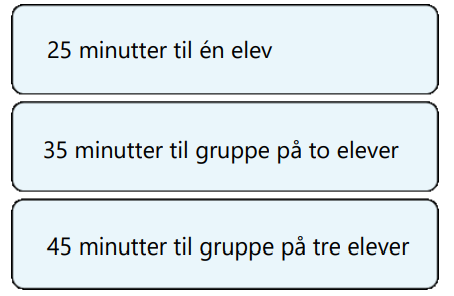 25 minutter til én elev
35 minutter til gruppe på to elever
45 minutter til gruppe på tre elever